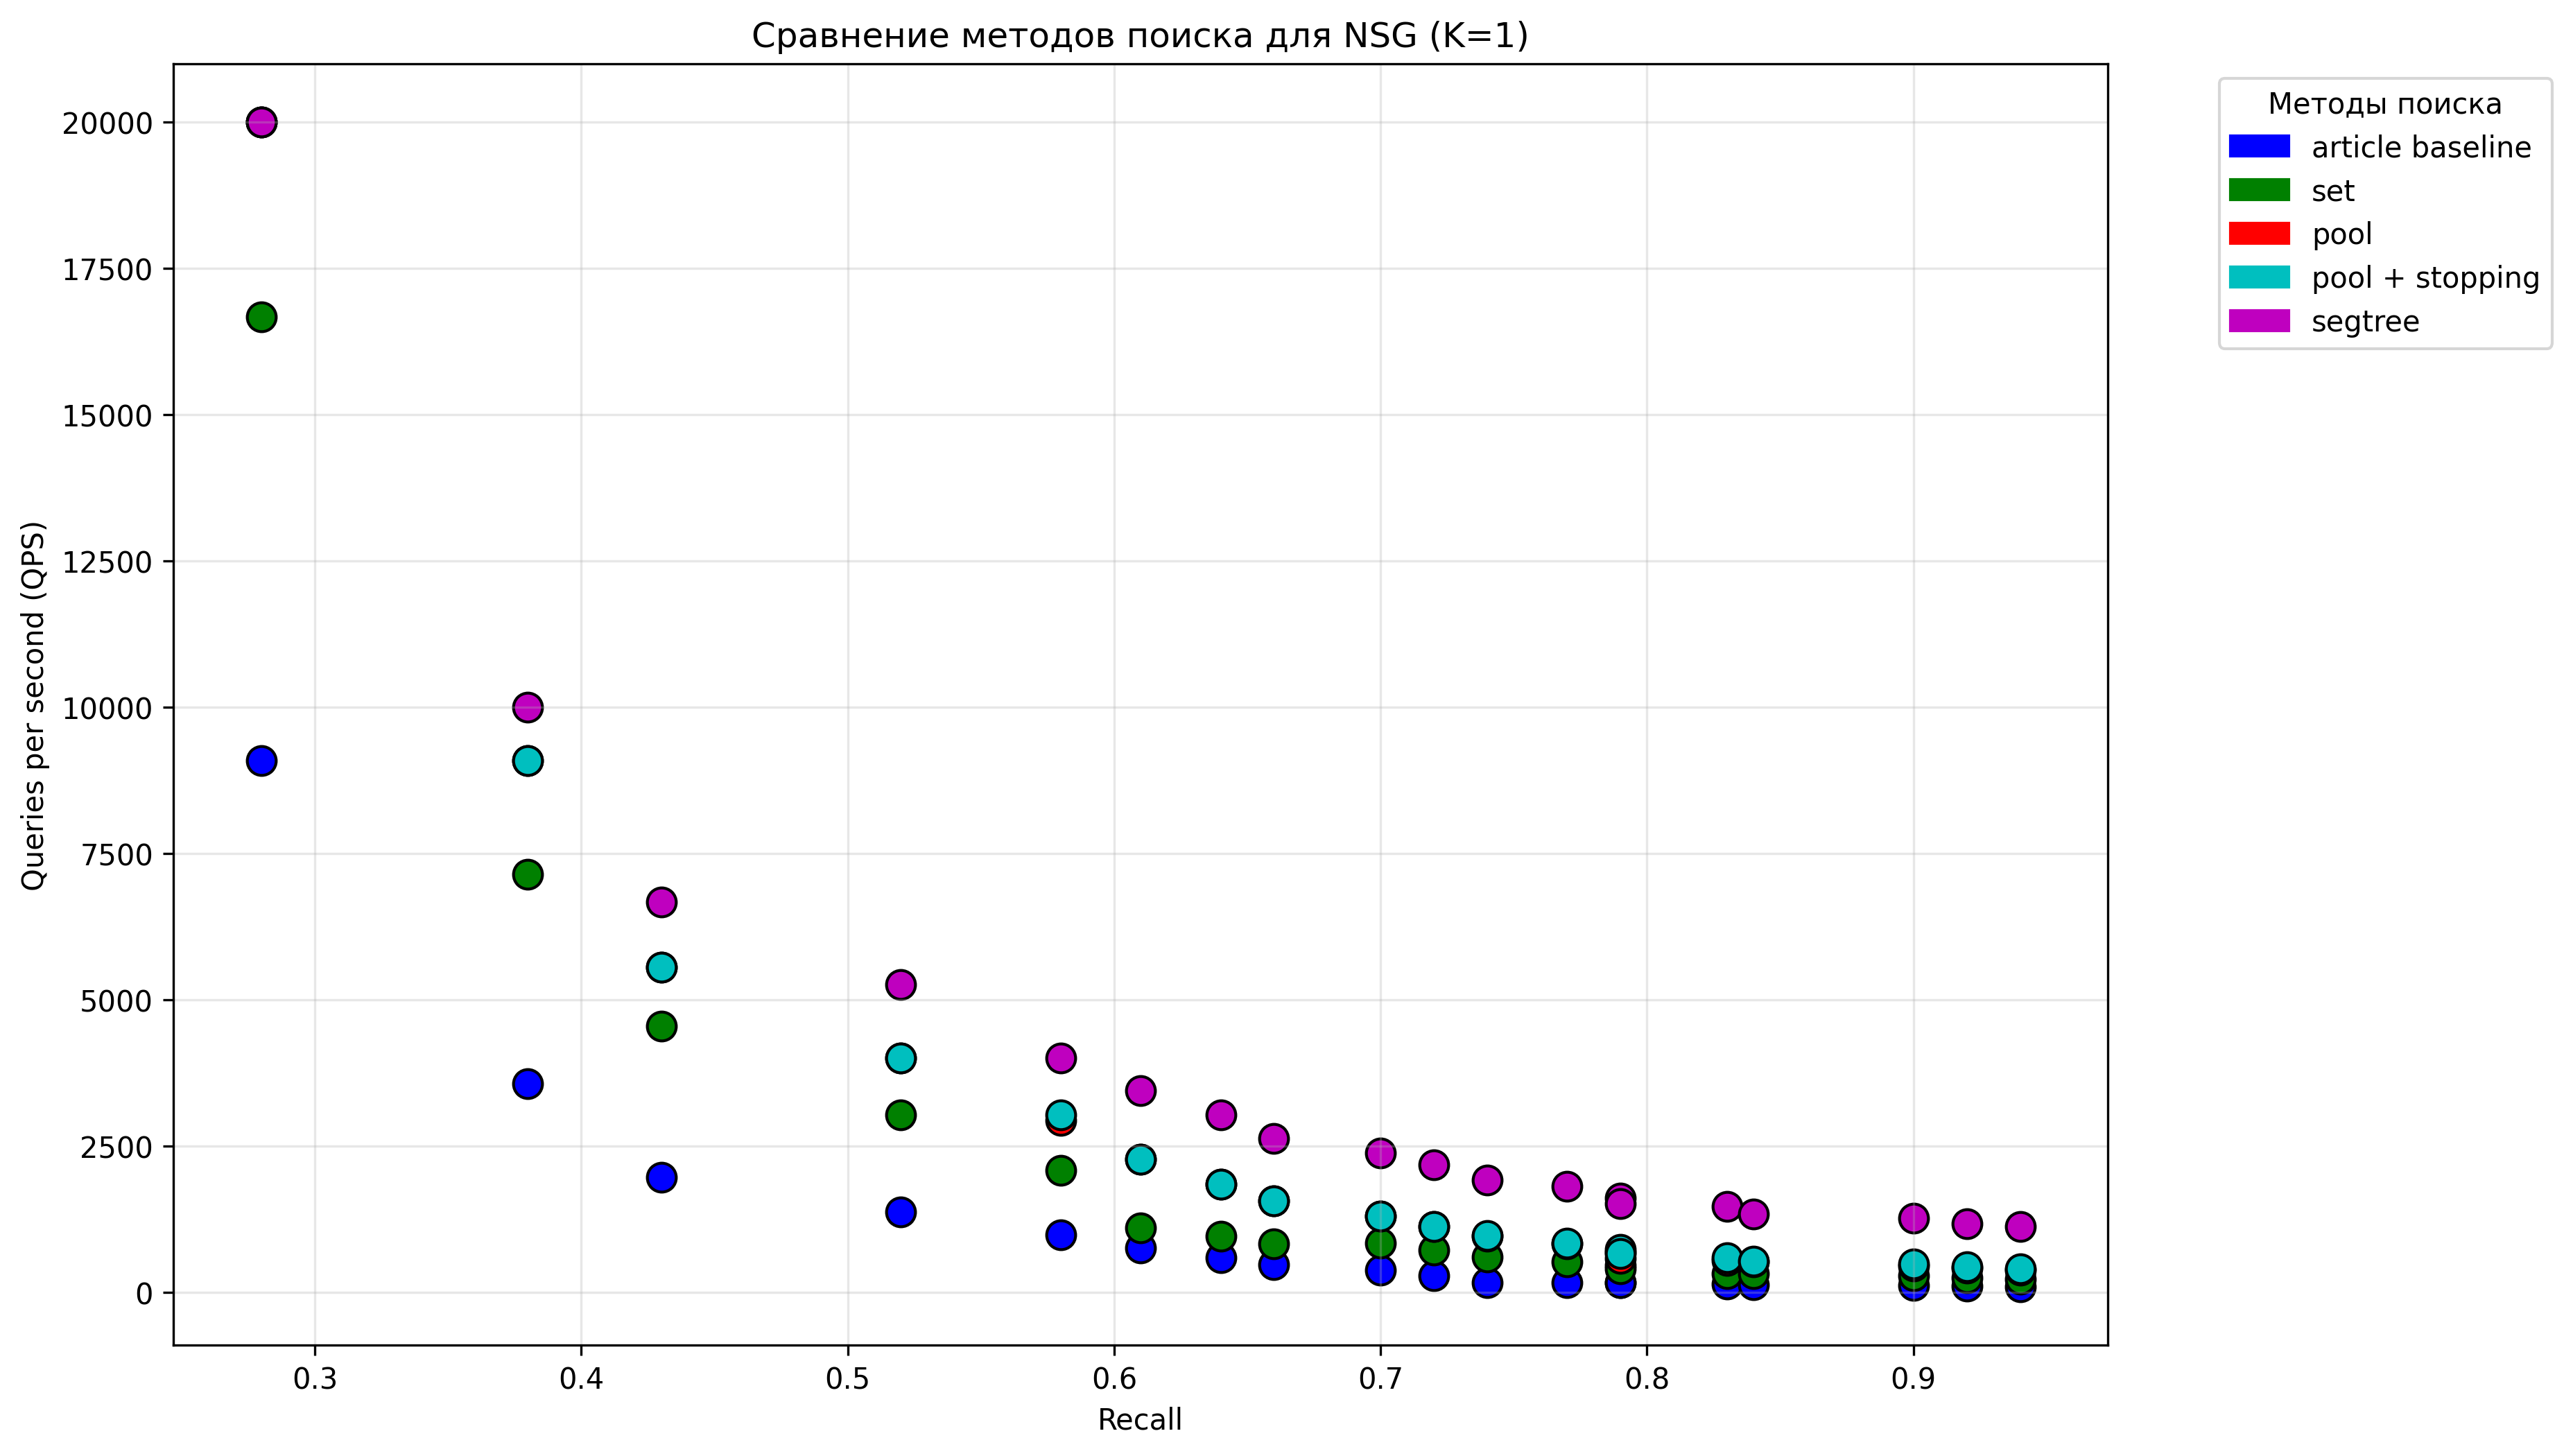 Сравнение методов поиска для NSG (K=1)
Queries per second (QPS)
20000
17500
15000
12500
10000
7500
5000
2500
0
0.3 0.4 0.5 0.6 0.7 0.8 0.9
Recall
Методы поиска
article baseline
set
pool
pool + stopping
segtree